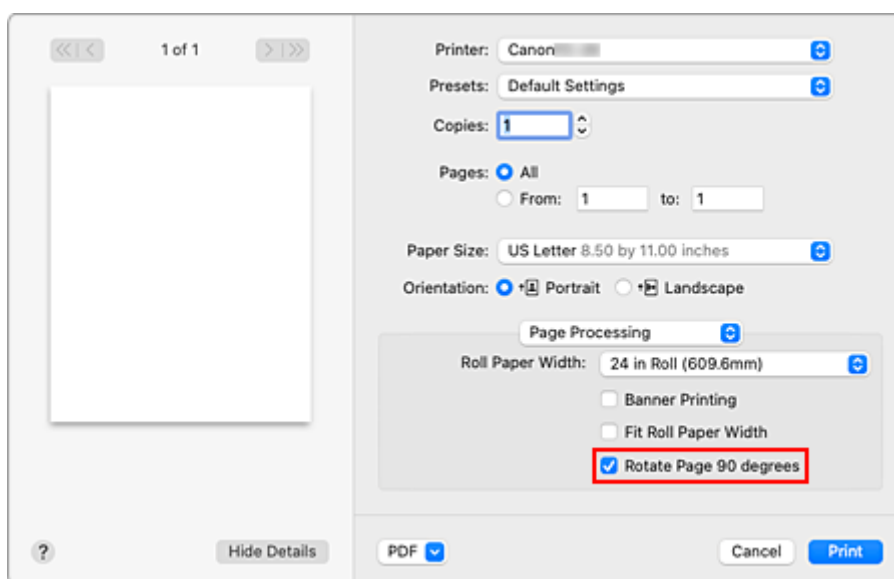 1 of 1
Printer: Canon
Presets: Default Settings
Copies: 1
Pages: All
From: 1 to: 1
Paper Size: US Letter 8.50 by 11.00 inches
Orientation: Portrait Landscape
Page Processing
Roll Paper Width: 24 in Roll (609.6mm)
Banner Printing
Fit Roll Paper Width
Rotate Page 90 degrees
? Hide Details PDF Cancel Print